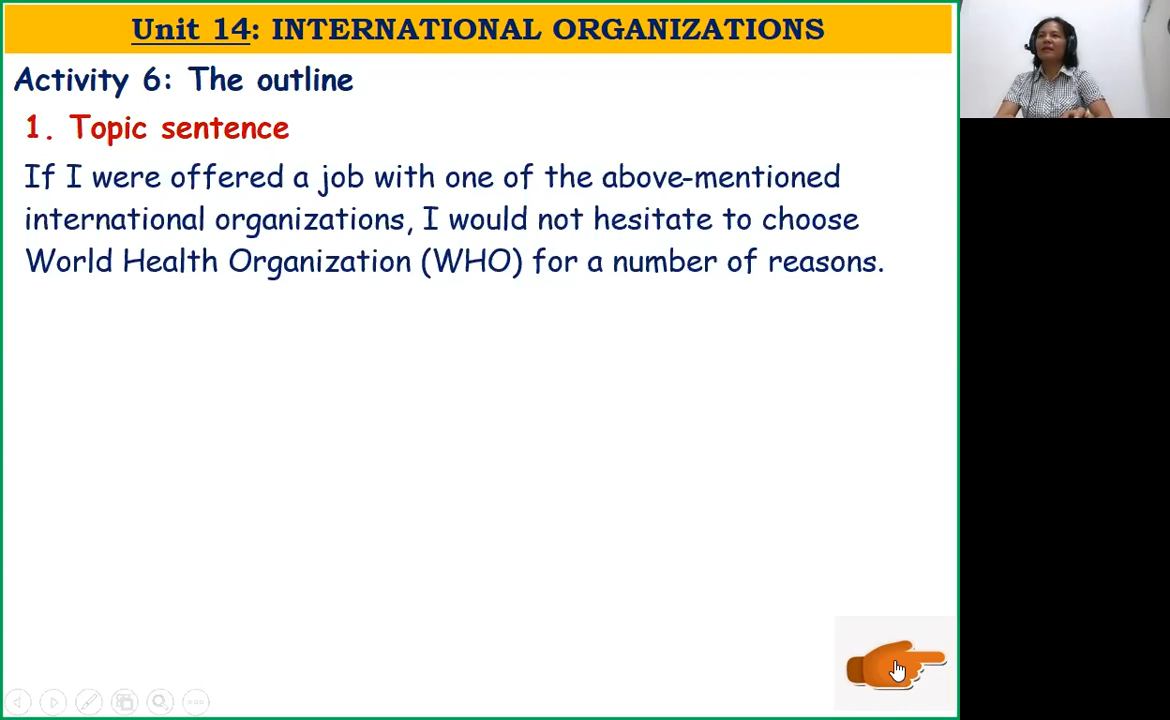 Unit 14: INTERNATIONAL ORGANIZATIONS
Activity 6: The outline
1. Topic sentence
If I were offered a job with one of the above-mentioned
international organizations, I would not hesitate to choose
World Health Organization (WHO) for a number of reasons.